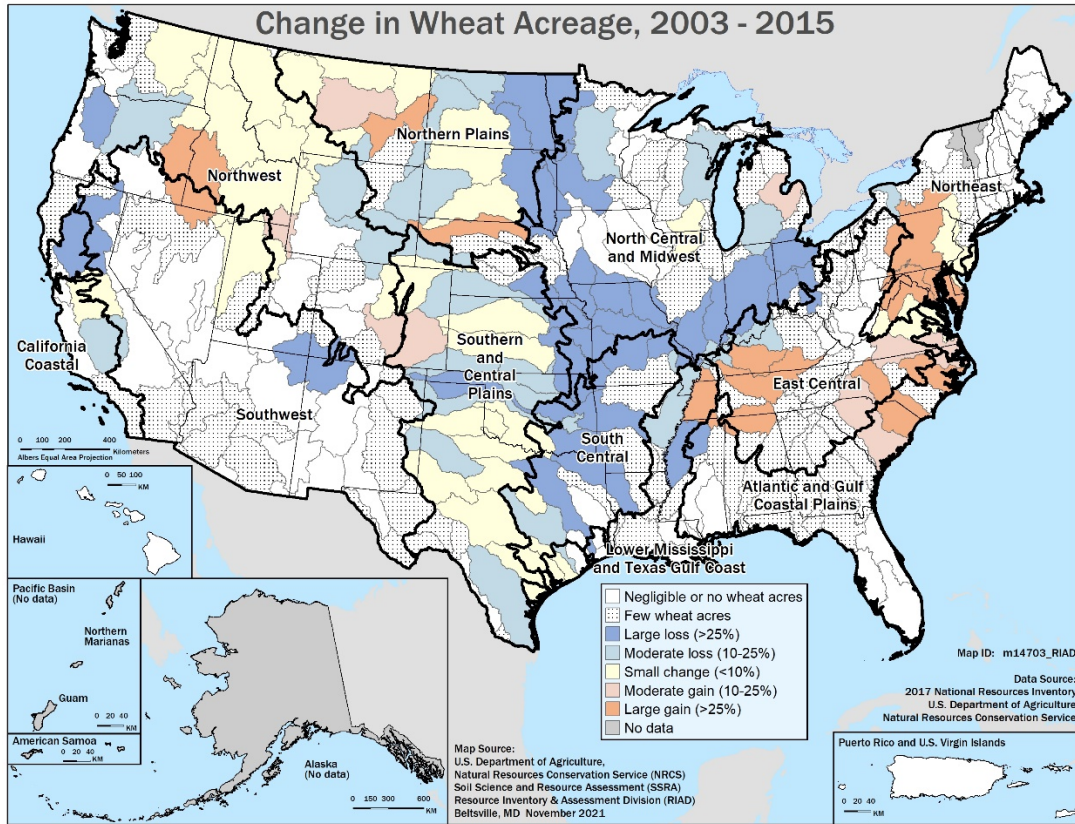 Change in Wheat Acreage, 2003 - 2015
Northern Plains
Northwest
Northeast
North Central
and Midwest
California
Coastal
Southern
and
Central
Plains
East Central
Southwest
South
Central
Atlantic and Gulf
Coastal Plains
Lower Mississippi
and Texas Gulf Coast
0 100 200 400
Kilometers
Albers Equal Area Projection
0 50 100
KM
Hawaii
Pacific Basin
(No data)
Northern
Marianas
Guam
0 20 40
KM
American Samoa
0 20 40
KM
Alaska
(No data)
0 150 300 600
KM
Negligible or no wheat acres
Few wheat acres
Large loss (>25%)
Moderate loss (10-25%)
Small change (<10%)
Moderate gain (10-25%)
Large gain (>25%)
No data
Map Source:
U.S. Department of Agriculture,
Natural Resources Conservation Service (NRCS)
Soil Science and Resource Assessment (SSRA)
Resource Inventory & Assessment Division (RIAD)
Beltsville, MD November 2021
Map ID: m14703_RIAD
Data Source:
2017 National Resources Inventory
U.S. Department of Agriculture
Natural Resources Conservation Service
Puerto Rico and U.S. Virgin Islands
0 20 40
KM